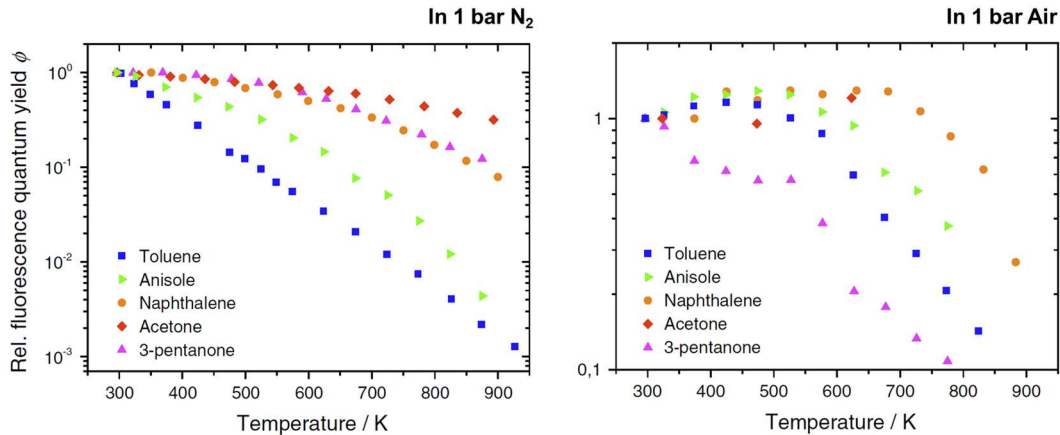 In 1 bar N₂
Rel. fluorescence quantum yield ϕ
10⁰
10⁻¹
10⁻²
10⁻³
Toluene
Anisole
Naphthalene
Acetone
3-pentanone
300 400 500 600 700 800 900
Temperature / K
In 1 bar Air
1
0,1
Toluene
Anisole
Naphthalene
Acetone
3-pentanone
300 400 500 600 700 800 900
Temperature / K